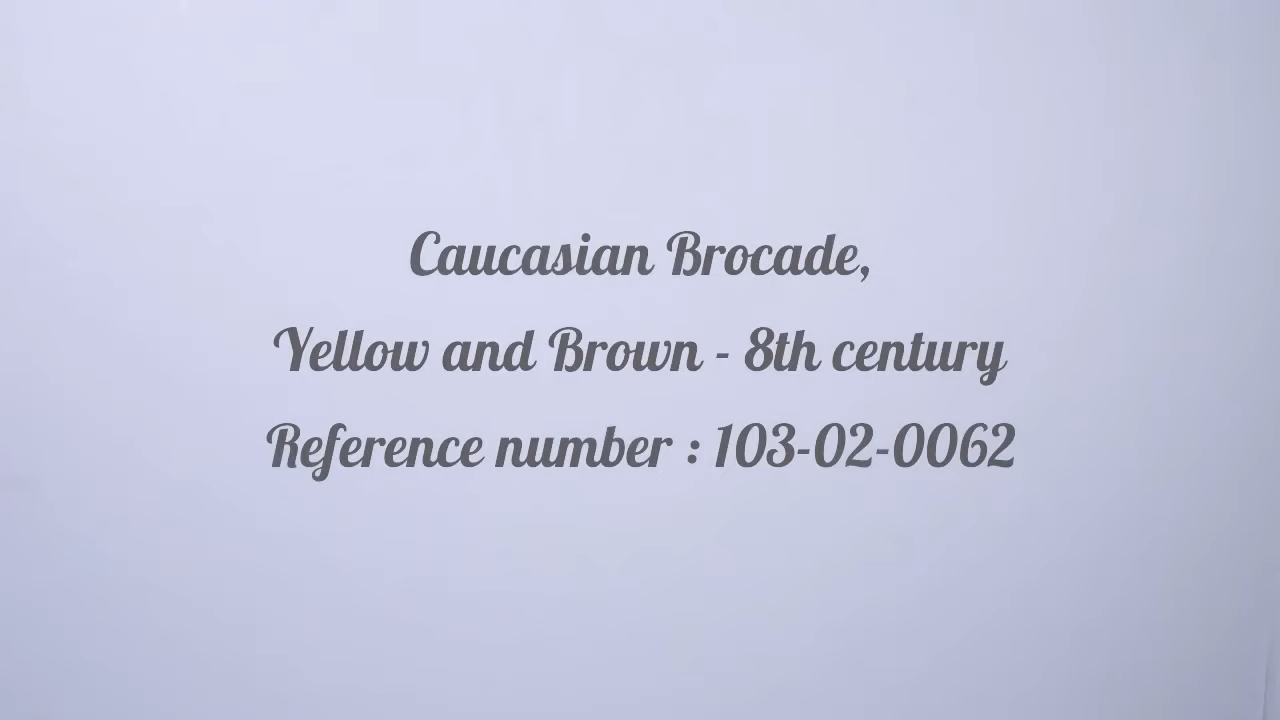 Caucasian Brocade,
Yellow and Brown - 8th century
Reference number : 103-02-0062